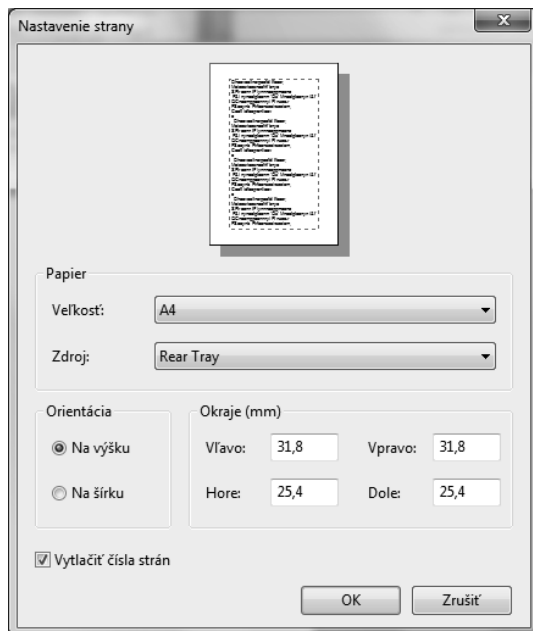 Nastavenie strany
x
Papier
Veľkosť: A4
Zdroj: Rear Tray
Orientácia
Na výšku
Na šírku
Okraje (mm)
Vľavo: 31,8 Vpravo: 31,8
Hore: 25,4 Dole: 25,4
Vytlačiť čísla strán
OK Zrušiť